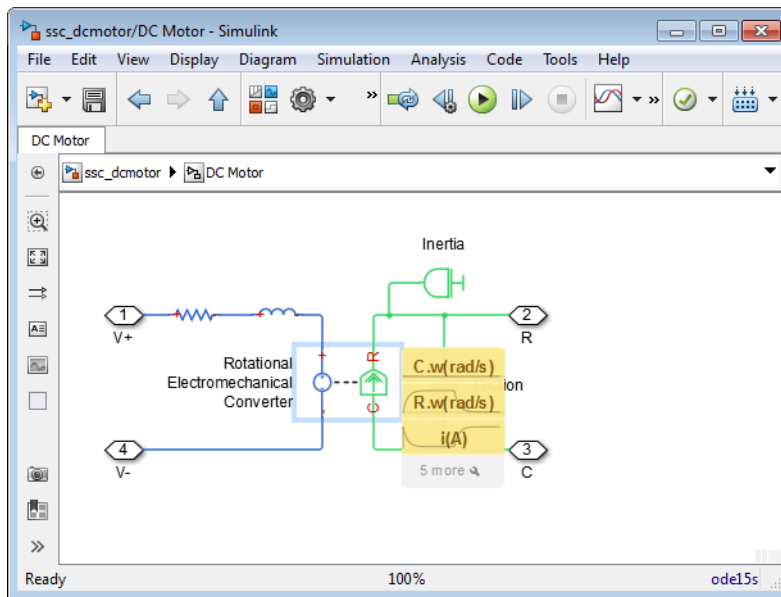 ssc_dcmotor/DC Motor - Simulink
File Edit View Display Diagram Simulation Analysis Code Tools Help
» »
DC Motor
ssc_dcmotor DC Motor
Inertia
1
V+
2
R
Rotational
Electromechanical
Converter
+
-
R
C
C.w(rad/s)
R.w(rad/s)
i(A)
5 more
ion
4
V-
3
C
»
Ready 100% ode15s